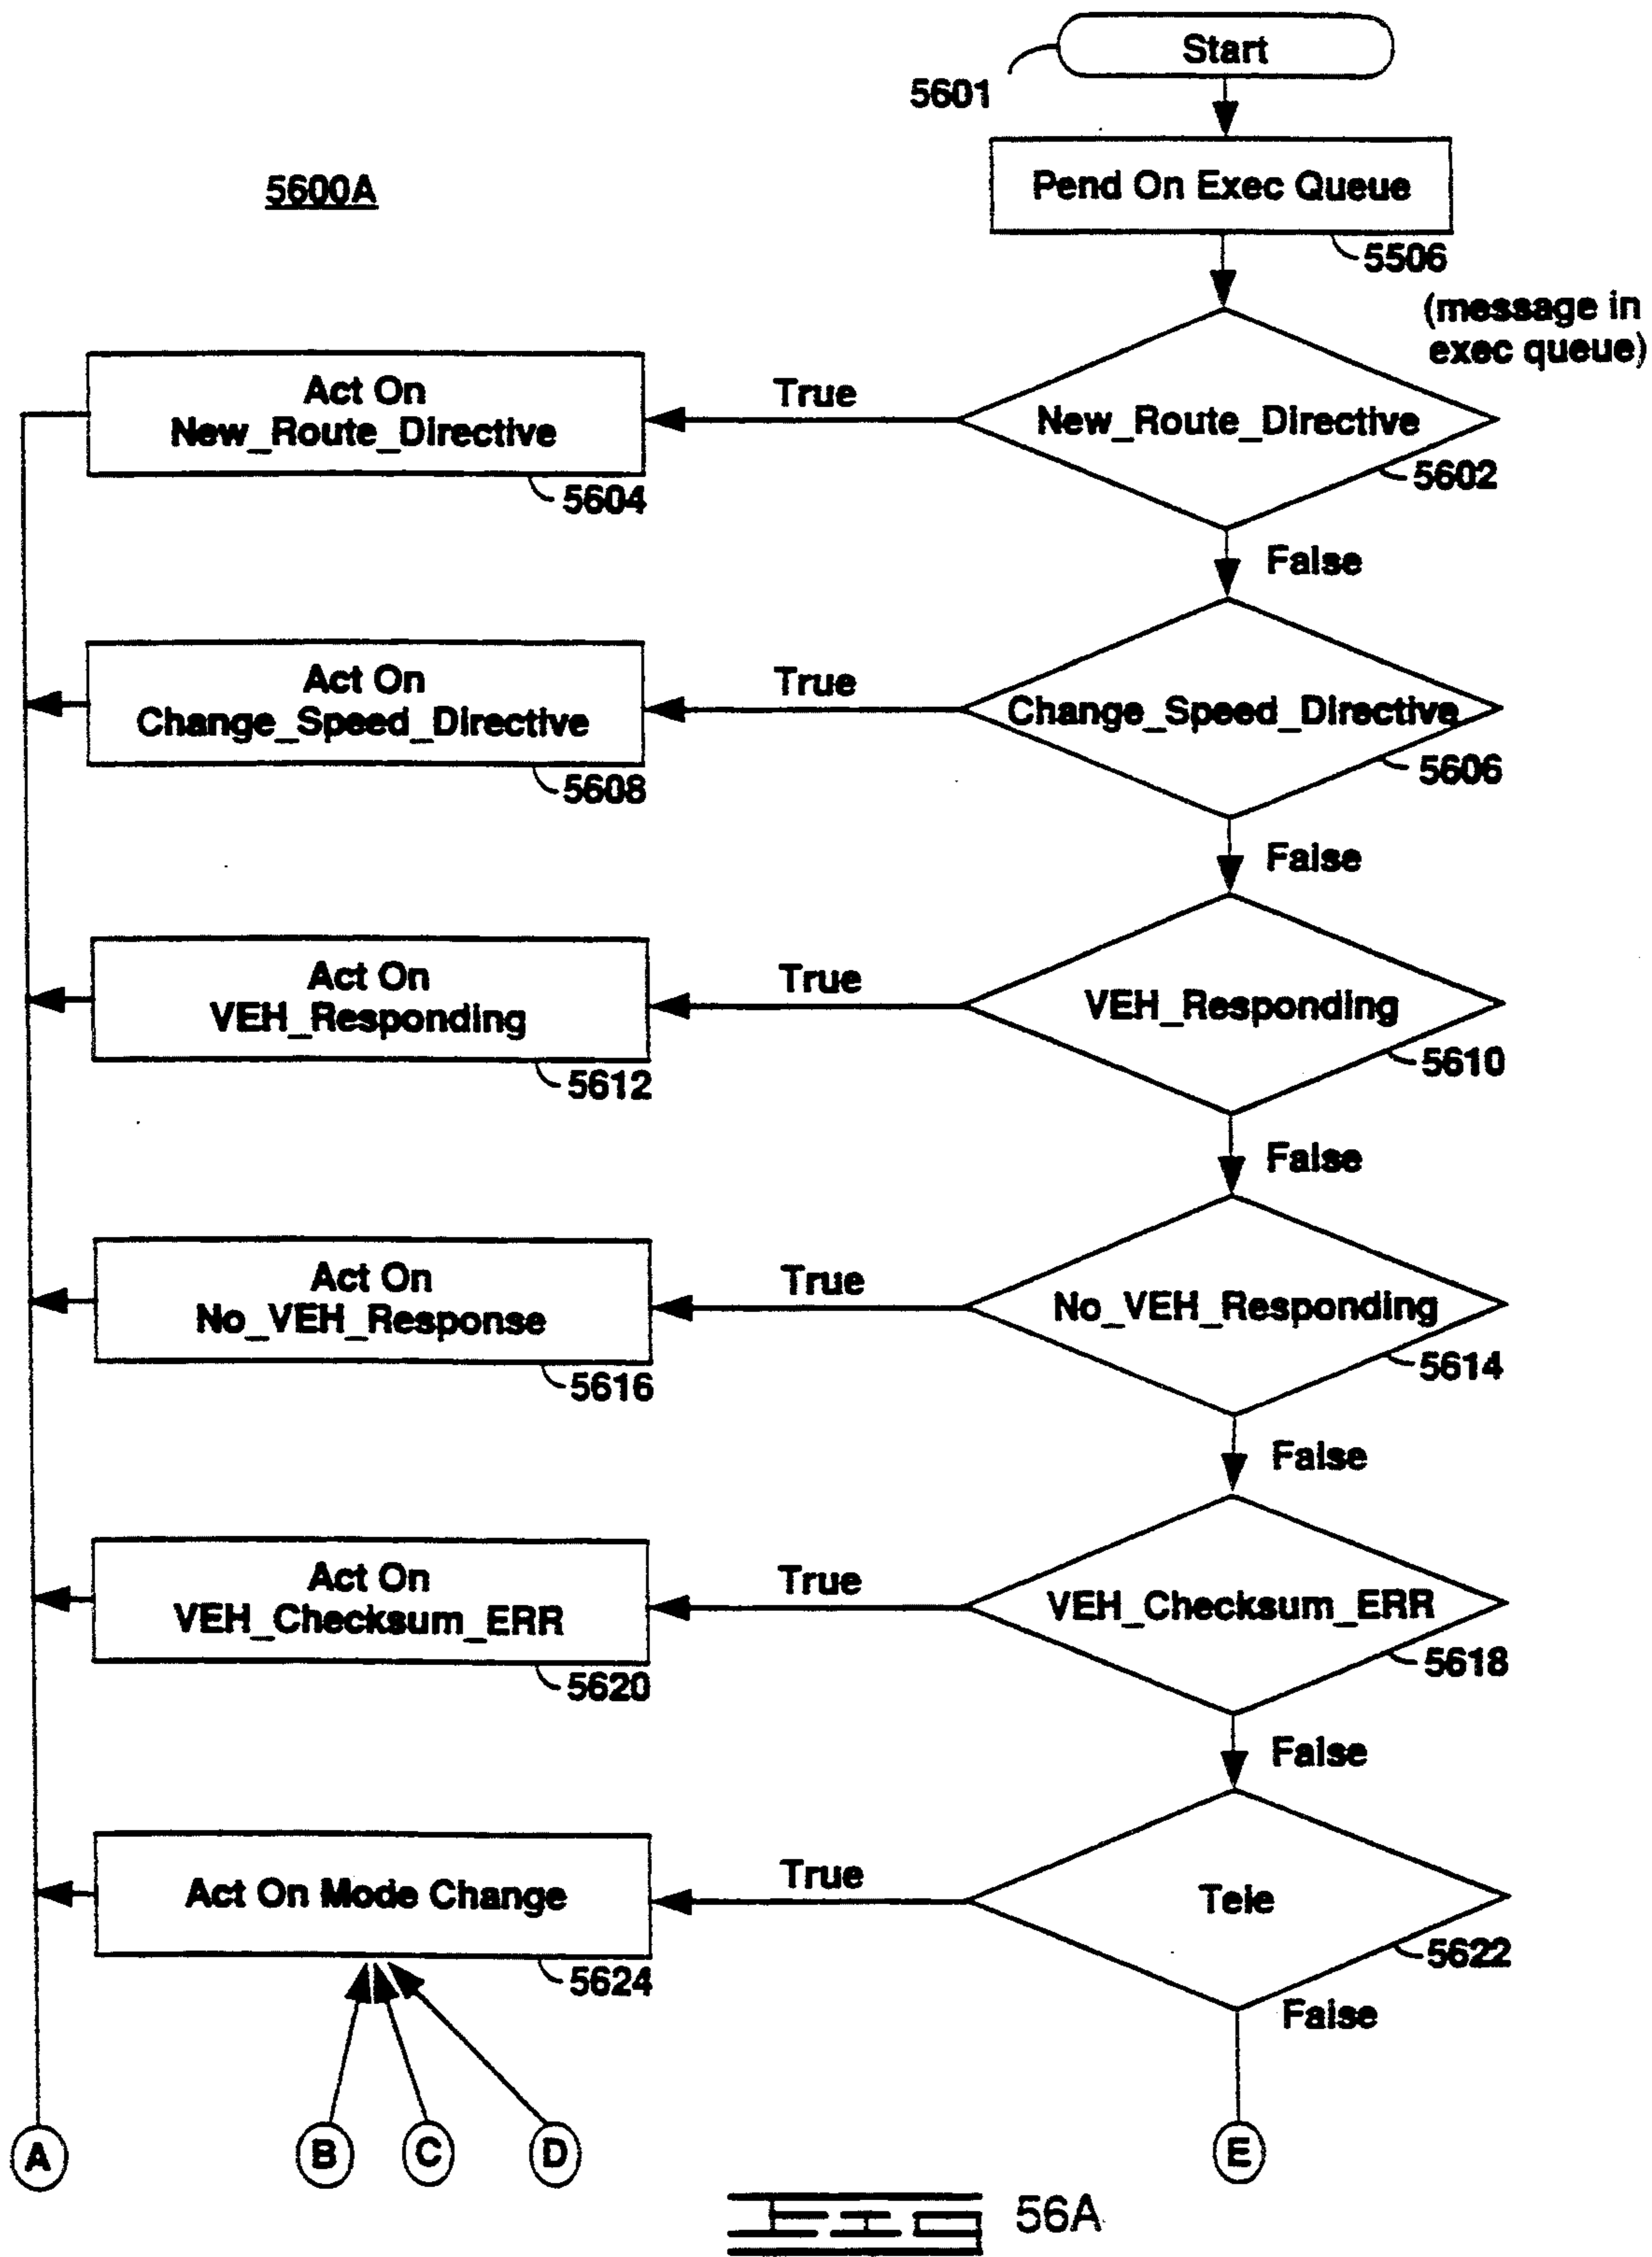 Start
5601
5600A
Pend On Exec Queue
5506
(message in
exec queue)
Act On
New_Route_Directive
5604
True
New_Route_Directive
5602
False
Act On
Change_Speed_Directive
5608
True
Change_Speed_Directive
5606
False
Act On
VEH_Responding
5612
True
VEH_Responding
5610
False
Act On
No_VEH_Response
5616
True
No_VEH_Responding
5614
False
Act On
VEH_Checksum_ERR
5620
True
VEH_Checksum_ERR
5618
False
Act On Mode Change
5624
True
Tele
5622
False
A
B
C
D
E
FIG 56A